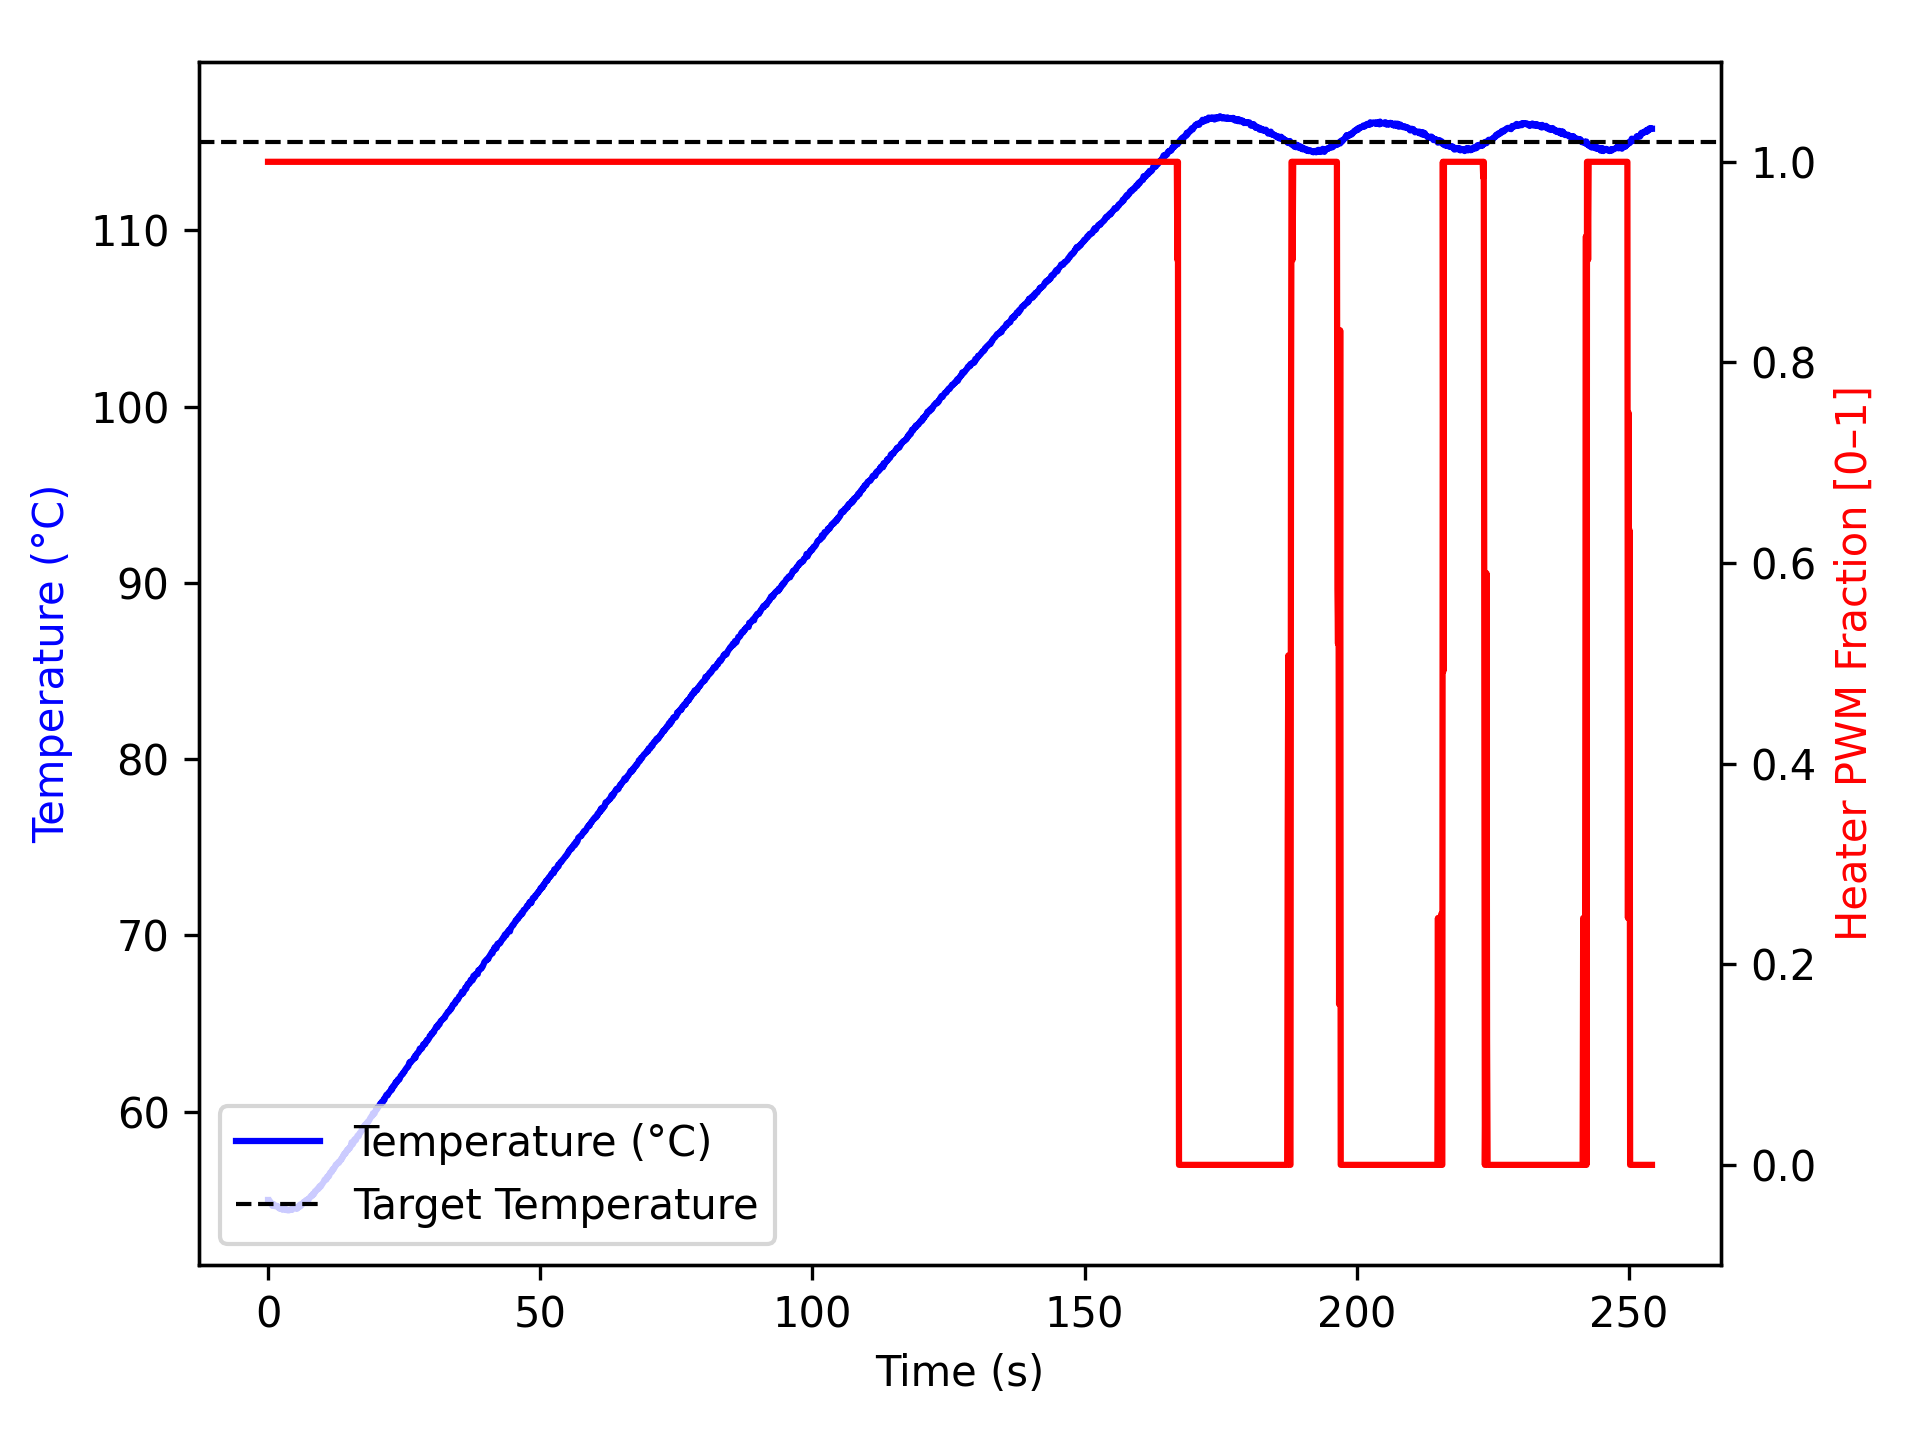 110
100
90
80
70
60
Temperature (°C)
1.0
0.8
0.6
0.4
0.2
0.0
Heater PWM Fraction [0–1]
Temperature (°C)
Target Temperature
0 50 100 150 200 250
Time (s)